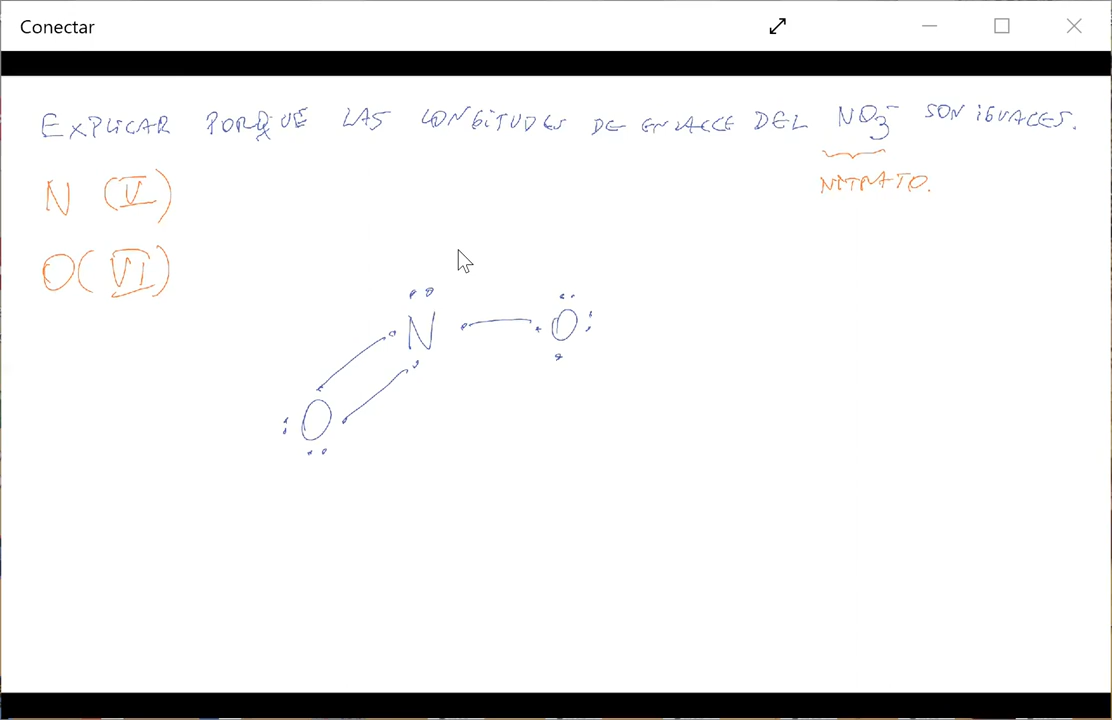 Conectar
EXPLICAR PORQUE LAS LONGITUDES DE ENLACE DEL NO₃⁻ SON IGUALES.
NITRATO.
N (V)
O (VI)
N O
O